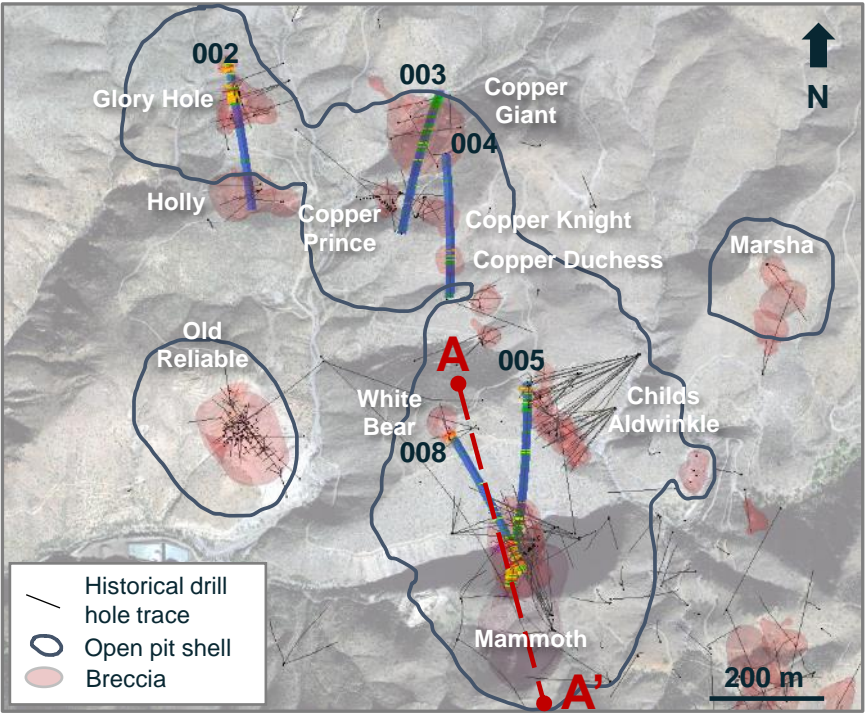 002
003
Copper
Giant
N
Glory Hole
004
Holly
Copper
Prince
Copper Knight
Copper Duchess
Marsha
Old
Reliable
A
005
White
Bear
Childs
Aldwinkle
008
Mammoth
Historical drill
hole trace
Open pit shell
Breccia
200 m
A'